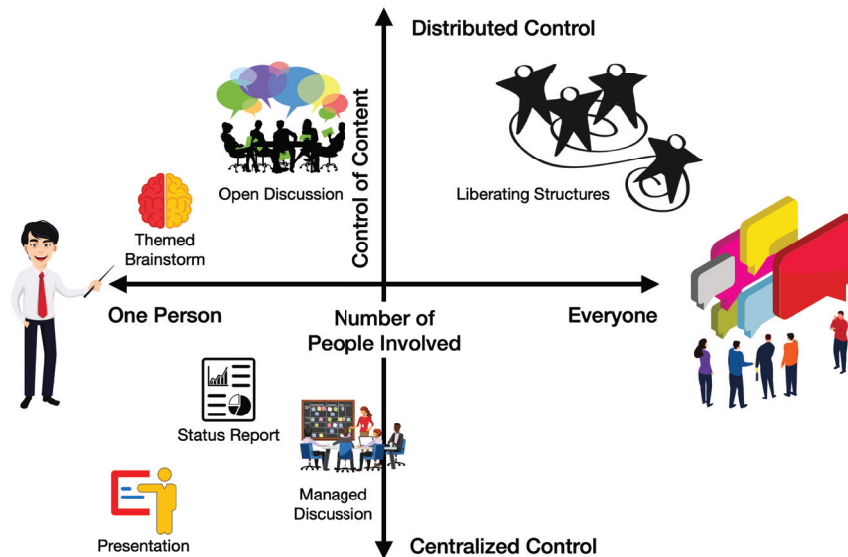 Distributed Control
Control of Content
Open Discussion
Liberating Structures
Themed
Brainstorm
One Person
Number of
People Involved
Everyone
Status Report
Managed
Discussion
Presentation
Centralized Control